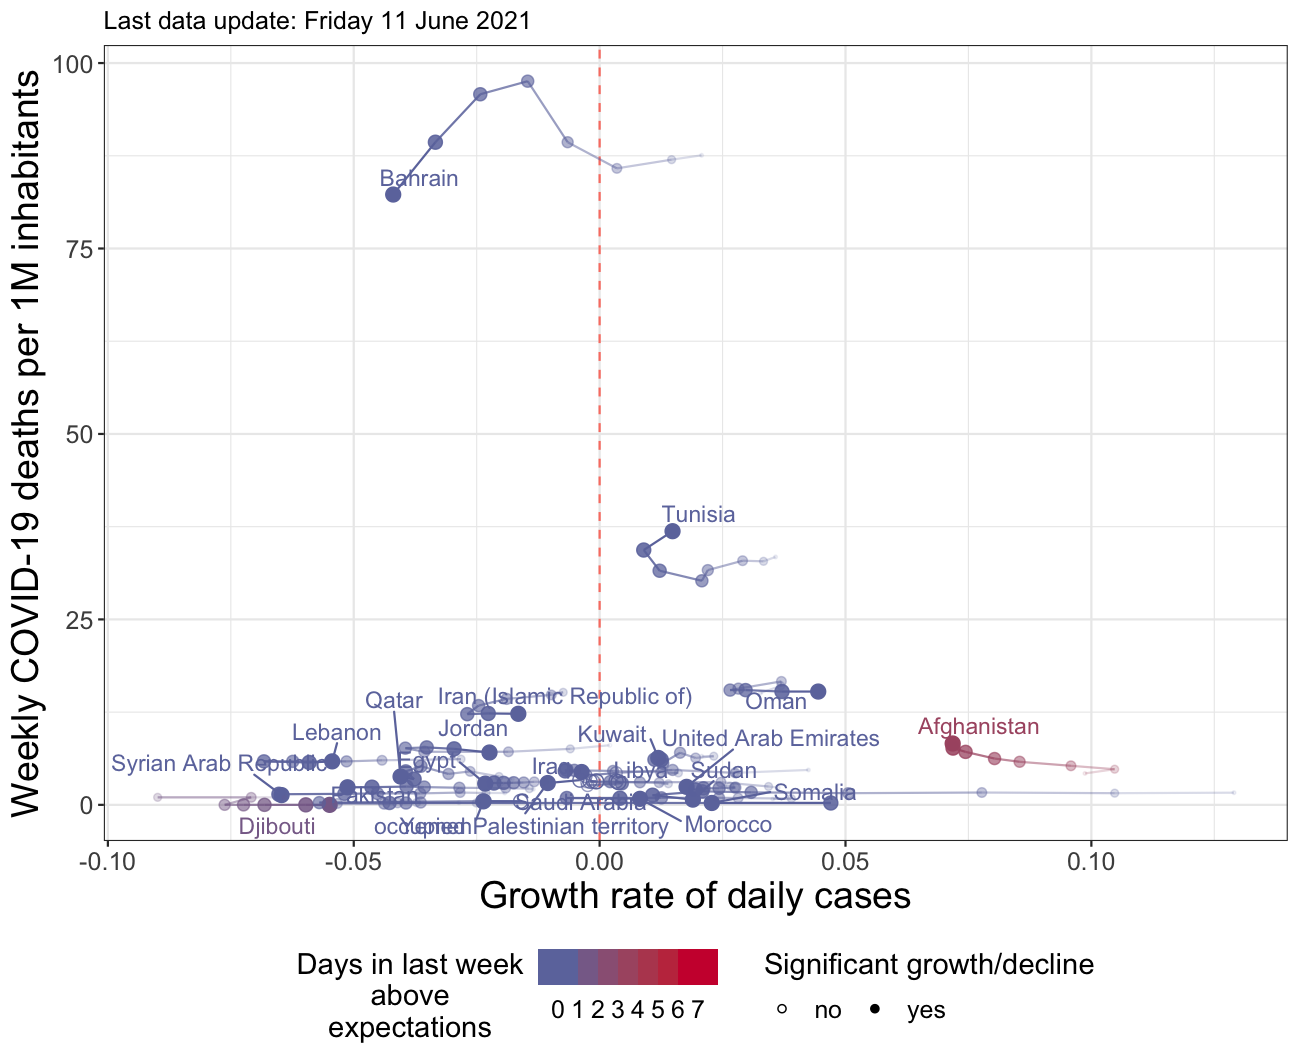 Last data update: Friday 11 June 2021
Weekly COVID-19 deaths per 1M inhabitants
100
75
50
25
0
Bahrain
Tunisia
Qatar
Iran (Islamic Republic of)
Oman
Lebanon
Jordan
Kuwait
United Arab Emirates
Afghanistan
Syrian Arab Republic
Egypt
Iraq
Libya
Sudan
Pakistan
Saudi Arabia
Somalia
Djibouti
occupied Palestinian territory
Yemen
Morocco
-0.10
-0.05
0.00
0.05
0.10
Growth rate of daily cases
Days in last week
above
expectations
0 1 2 3 4 5 6 7
Significant growth/decline
no
yes